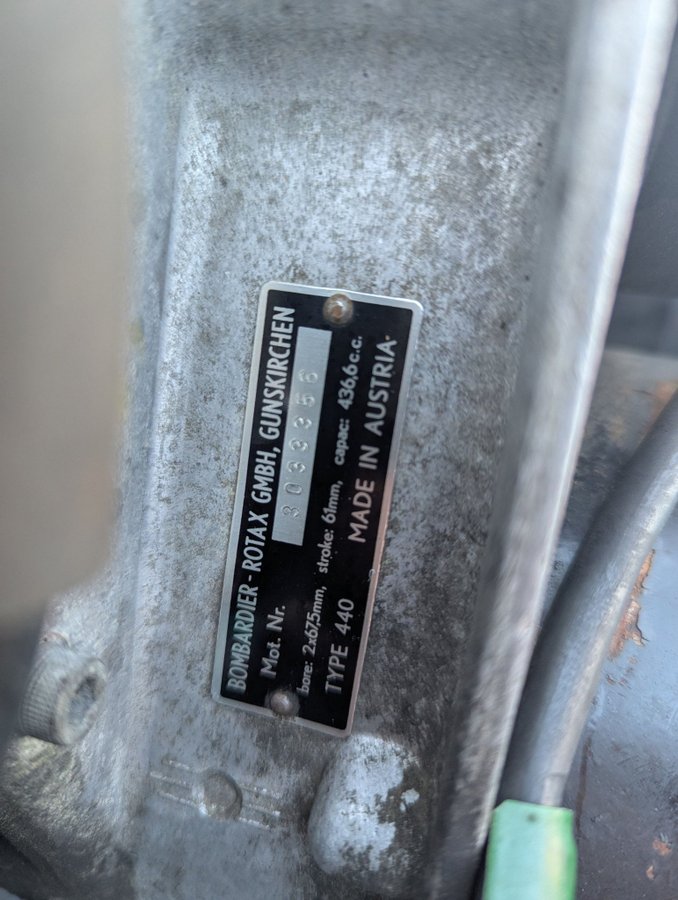 BOMBARDIER-ROTAX GMBH, GUNSKIRCHEN
Mot. Nr. 3033356
bore: 2x67,5mm, stroke: 61mm, capac: 436,6 c.c.
TYPE 440 MADE IN AUSTRIA